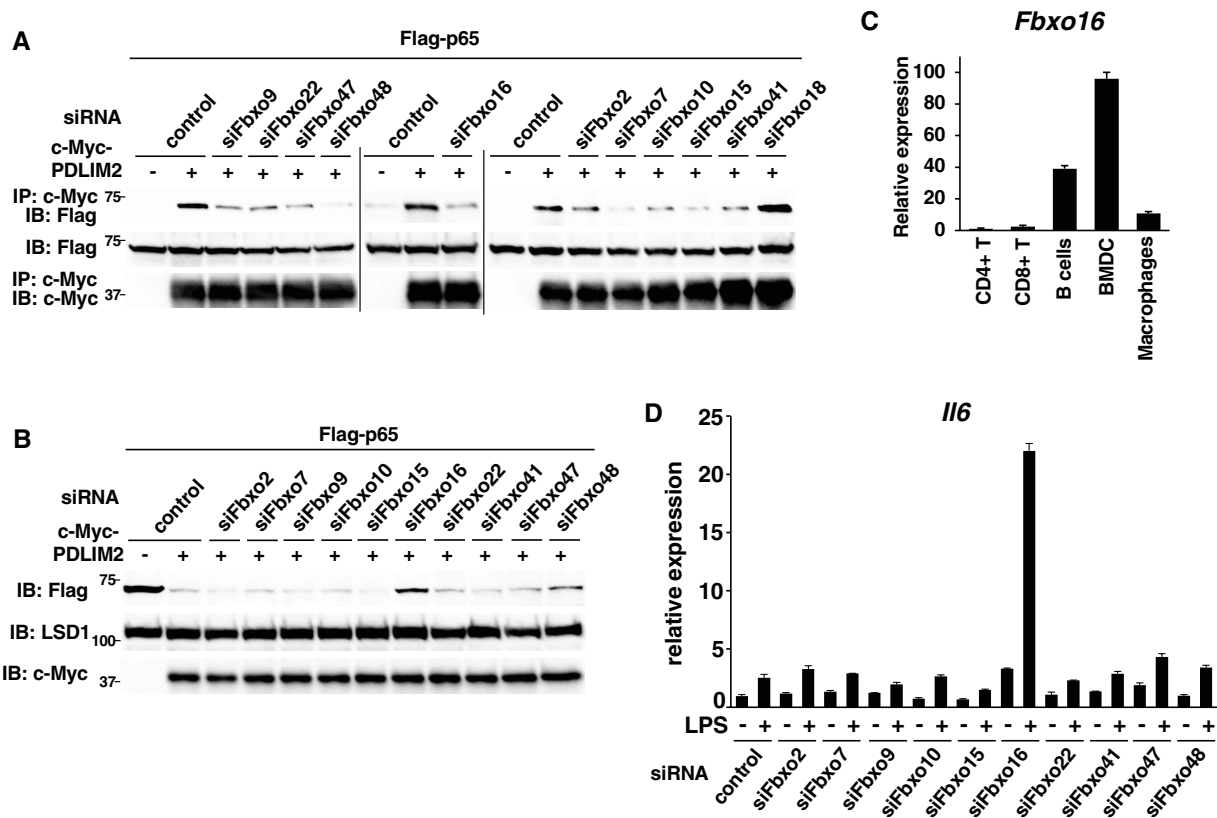 A
Flag-p65
siRNA
control siFbxo9 siFbxo22 siFbxo47 siFbxo48 control siFbxo16 control siFbxo2 siFbxo7 siFbxo10 siFbxo15 siFbxo41 siFbxo18
c-Myc-
PDLIM2 - + + + + + - + + - + + + + + + +
IP: c-Myc 75-
IB: Flag
IB: Flag 75-
IP: c-Myc
IB: c-Myc 37-
C
Fbxo16
Relative expression
100
80
60
40
20
0
CD4+ T
CD8+ T
B cells
BMDC
Macrophages
B
Flag-p65
siRNA
control siFbxo2 siFbxo7 siFbxo9 siFbxo10 siFbxo15 siFbxo16 siFbxo22 siFbxo41 siFbxo47 siFbxo48
c-Myc-
PDLIM2 - + + + + + + + + + + +
IB: Flag 75-
IB: LSD1 100-
IB: c-Myc 37-
D
Il6
relative expression
25
20
15
10
5
0
LPS - + - + - + - + - + - + - + - + - + - + - +
siRNA
control siFbxo2 siFbxo7 siFbxo9 siFbxo10 siFbxo15 siFbxo16 siFbxo22 siFbxo41 siFbxo47 siFbxo48